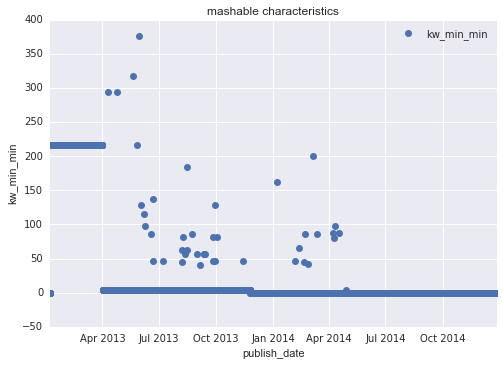 mashable characteristics
kw_min_min
400
350
300
250
200
150
100
50
0
−50
kw_min_min
Apr 2013 Jul 2013 Oct 2013 Jan 2014 Apr 2014 Jul 2014 Oct 2014
publish_date